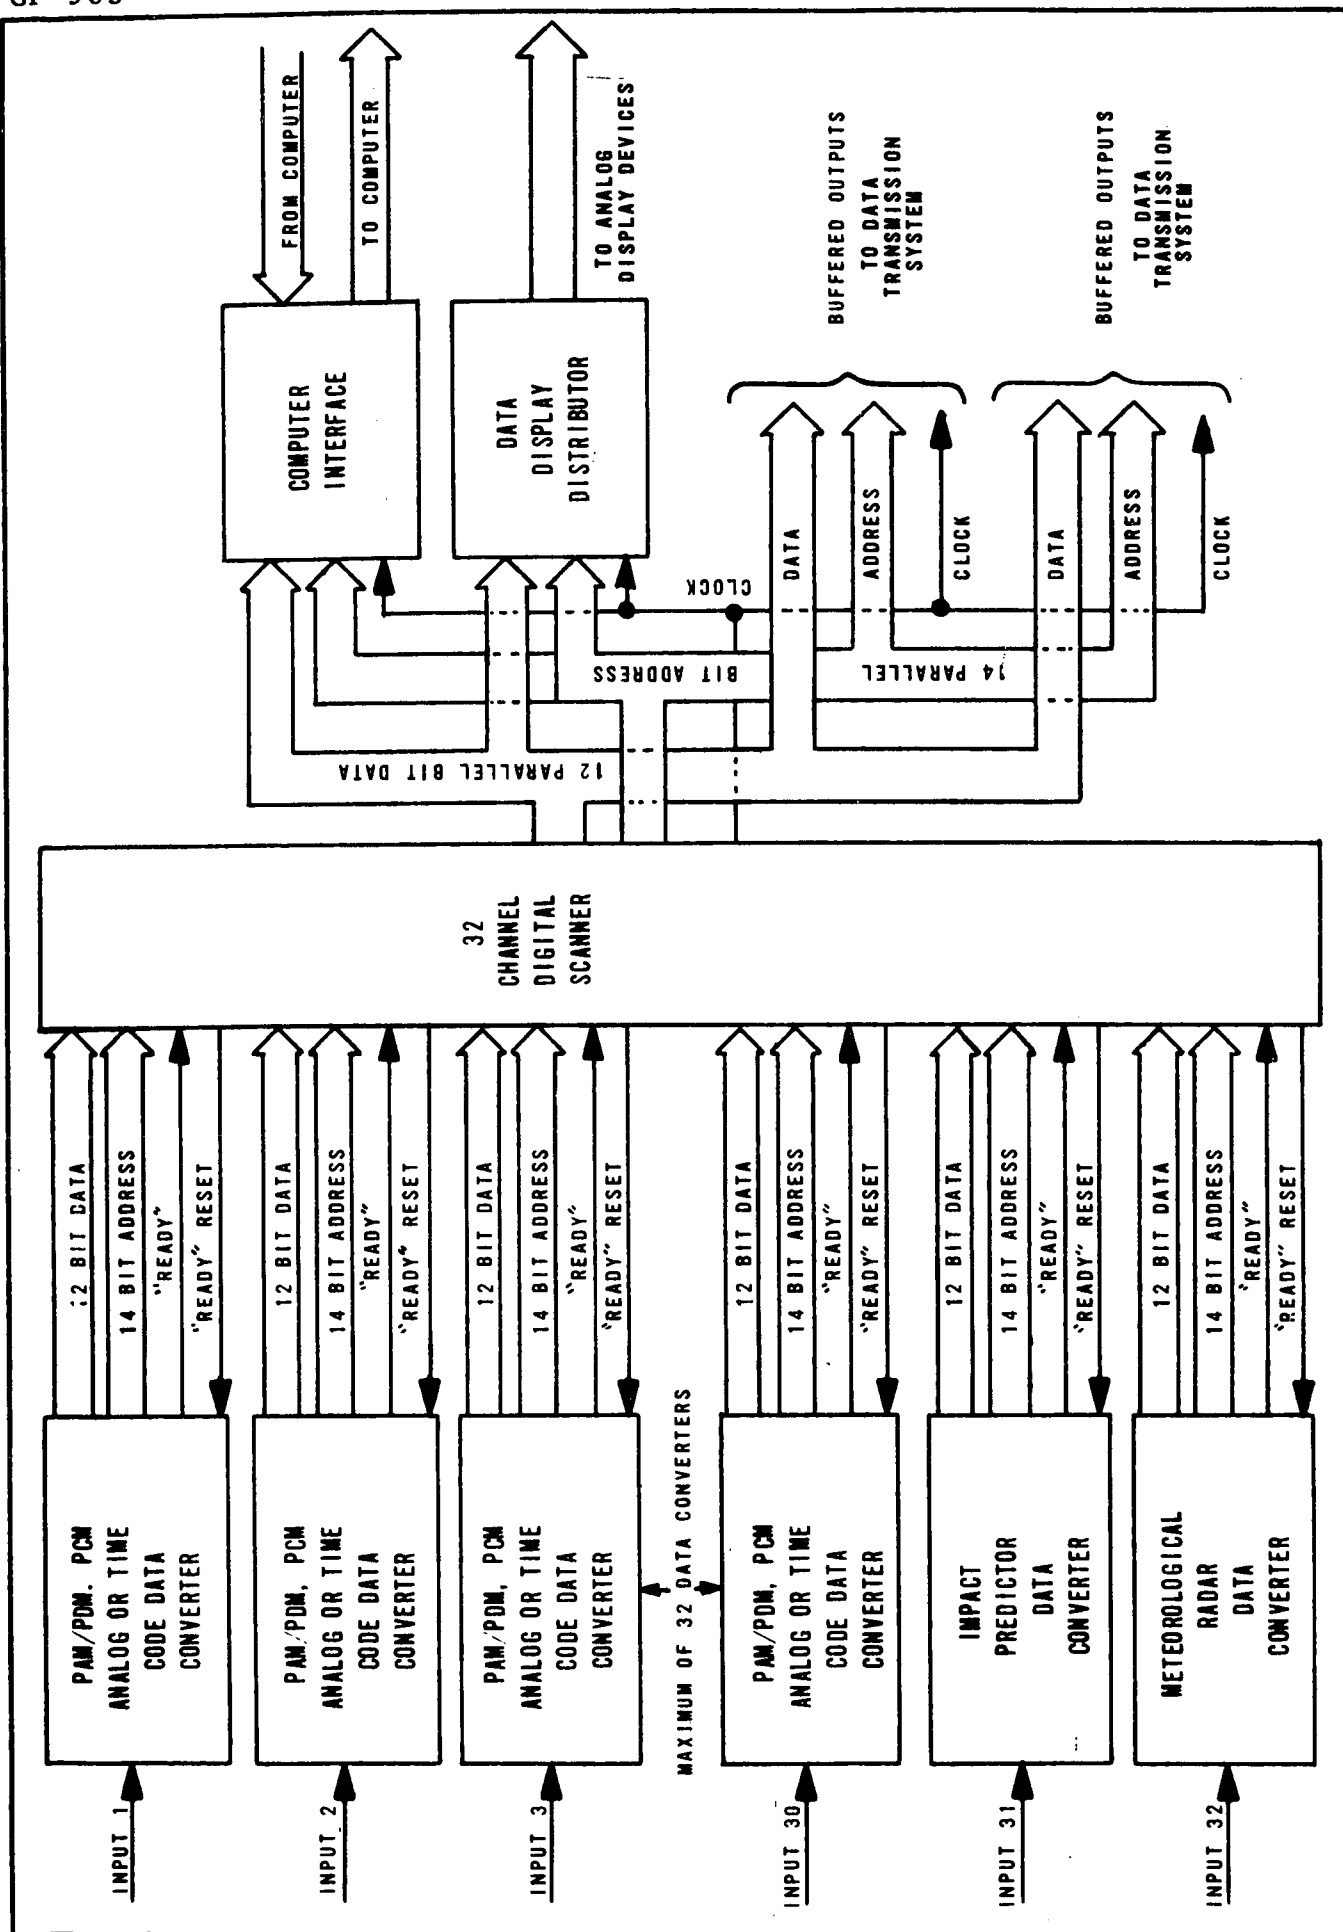 GP-985
INPUT 1
PAM/PDM, PCM
ANALOG OR TIME
CODE DATA
CONVERTER
12 BIT DATA
14 BIT ADDRESS
"READY"
"READY" RESET
INPUT 2
PAM/PDM, PCM
ANALOG OR TIME
CODE DATA
CONVERTER
12 BIT DATA
14 BIT ADDRESS
"READY"
"READY" RESET
INPUT 3
PAM/PDM, PCM
ANALOG OR TIME
CODE DATA
CONVERTER
12 BIT DATA
14 BIT ADDRESS
"READY"
"READY" RESET
MAXIMUM OF 32 DATA CONVERTERS
INPUT 30
PAM/PDM, PCM
ANALOG OR TIME
CODE DATA
CONVERTER
12 BIT DATA
14 BIT ADDRESS
"READY"
"READY" RESET
INPUT 31
IMPACT
PREDICTOR
DATA
CONVERTER
12 BIT DATA
14 BIT ADDRESS
"READY"
"READY" RESET
INPUT 32
METEOROLOGICAL
RADAR
DATA
CONVERTER
12 BIT DATA
14 BIT ADDRESS
"READY"
"READY" RESET
32
CHANNEL
DIGITAL
SCANNER
12 PARALLEL BIT DATA
14 PARALLEL BIT ADDRESS
CLOCK
COMPUTER
INTERFACE
FROM COMPUTER
TO COMPUTER
DATA
DISPLAY
DISTRIBUTOR
TO ANALOG
DISPLAY DEVICES
DATA
ADDRESS
CLOCK
BUFFERED OUTPUTS
TO DATA
TRANSMISSION
SYSTEM
DATA
ADDRESS
CLOCK
BUFFERED OUTPUTS
TO DATA
TRANSMISSION
SYSTEM